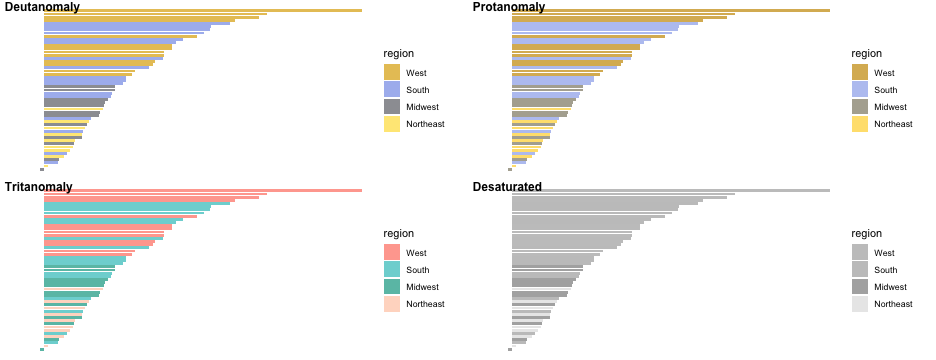 Deutanomaly
region
West
South
Midwest
Northeast
Protanomaly
region
West
South
Midwest
Northeast
Tritanomaly
region
West
South
Midwest
Northeast
Desaturated
region
West
South
Midwest
Northeast